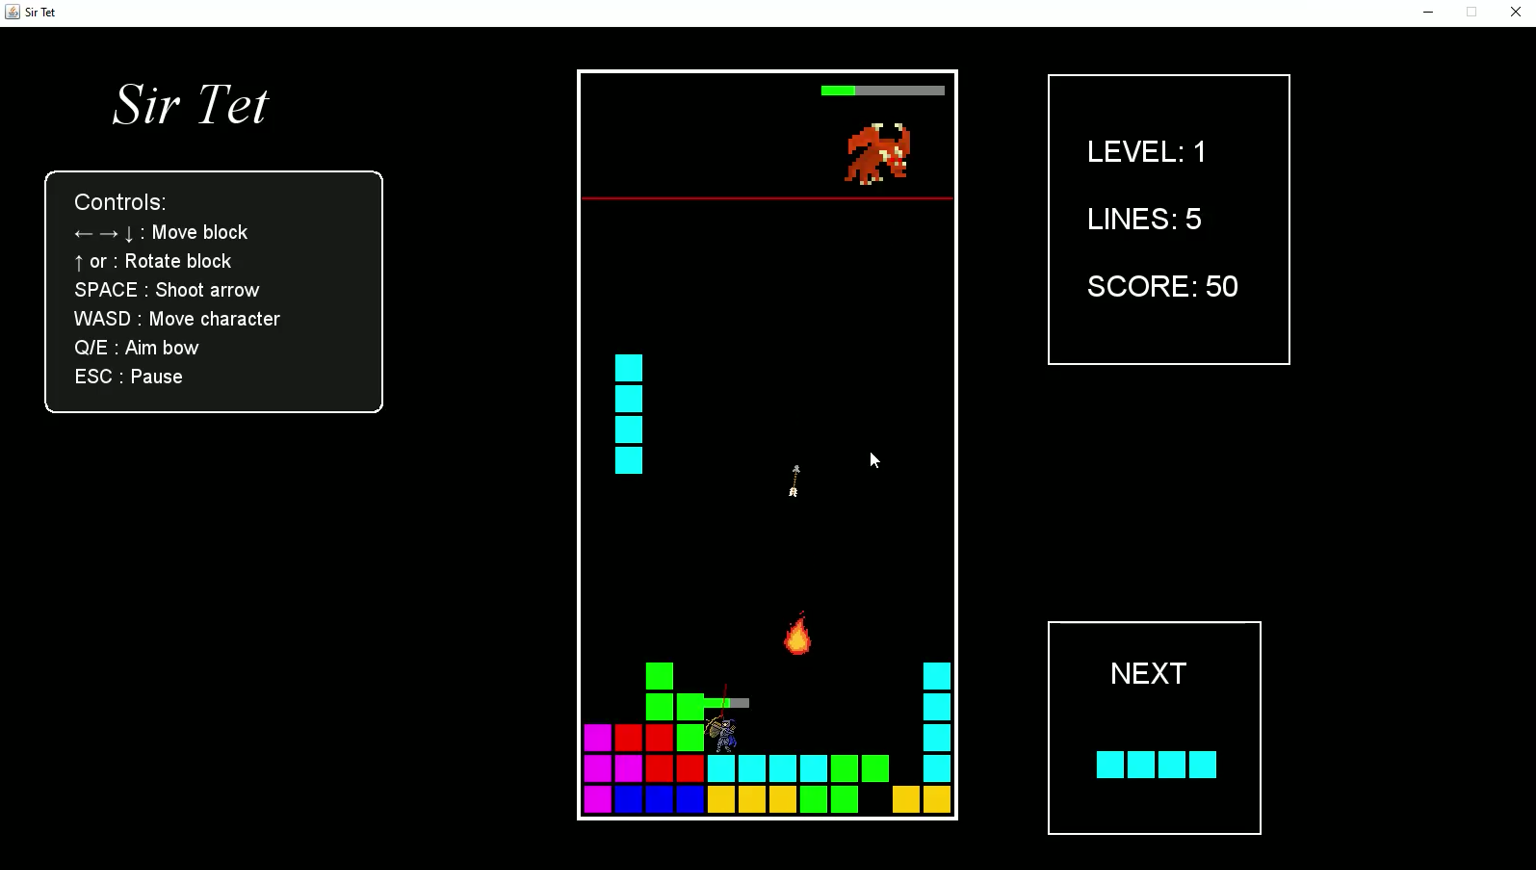 Sir Tet
Sir Tet
Controls:
← → ↓ : Move block
↑ or : Rotate block
SPACE : Shoot arrow
WASD : Move character
Q/E : Aim bow
ESC : Pause
LEVEL: 1
LINES: 5
SCORE: 50
NEXT